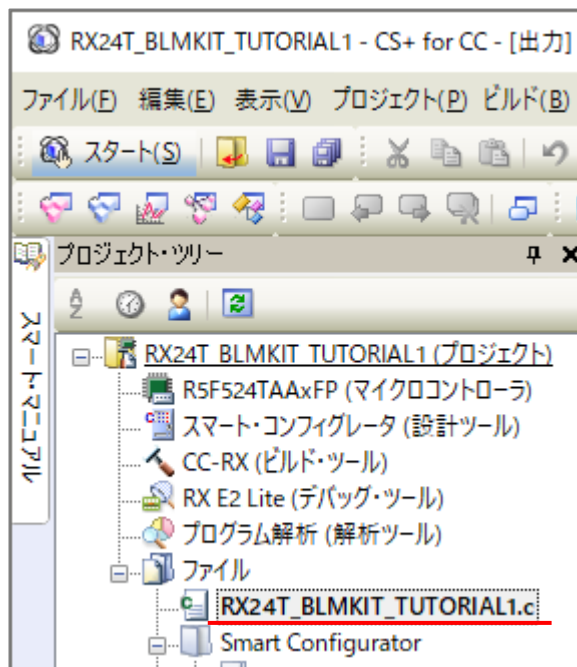 RX24T_BLMKIT_TUTORIAL1 - CS+ for CC - [出力]
ファイル(F) 編集(E) 表示(V) プロジェクト(P) ビルド(B)
スタート(S)
プロジェクト・ツリー
スマート・マニュアル
RX24T_BLMKIT_TUTORIAL1 (プロジェクト)
R5F524TAAxFP (マイクロコントローラ)
スマート・コンフィグレータ (設計ツール)
CC-RX (ビルド・ツール)
RX E2 Lite (デバッグ・ツール)
プログラム解析 (解析ツール)
ファイル
RX24T_BLMKIT_TUTORIAL1.c
Smart Configurator